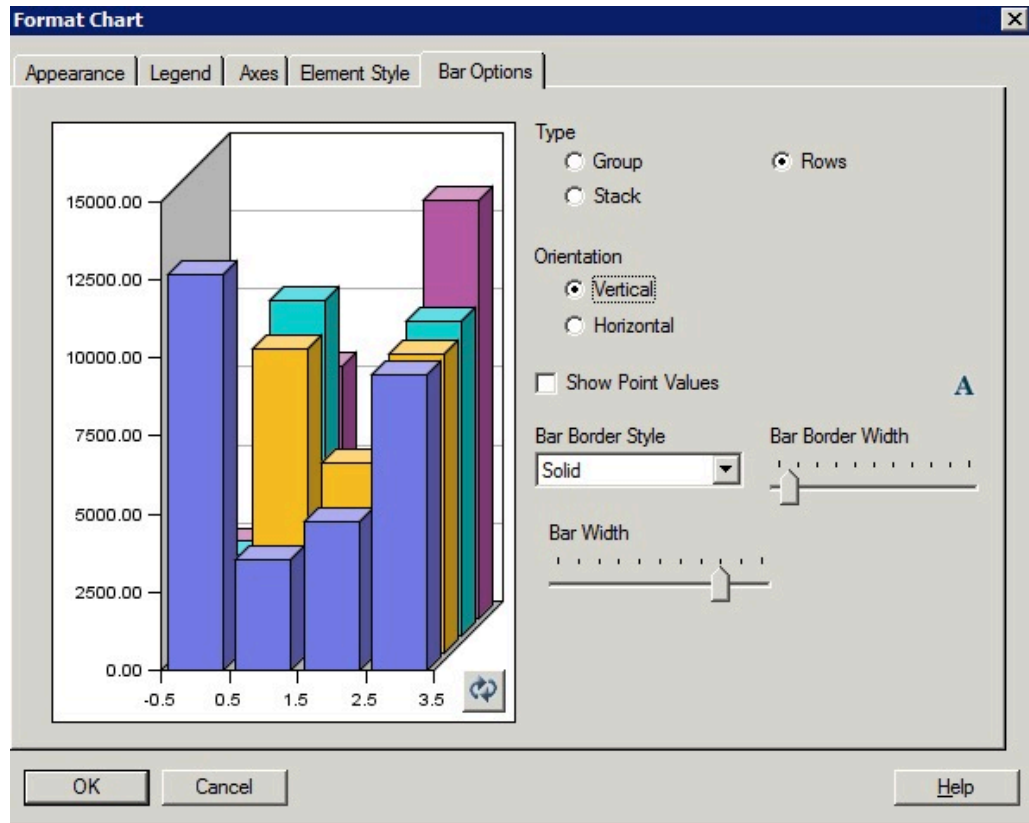 Format Chart
Appearance Legend Axes Element Style Bar Options
15000.00
12500.00
10000.00
7500.00
5000.00
2500.00
0.00
-0.5 0.5 1.5 2.5 3.5
Type
Group Rows
Stack
Orientation
Vertical
Horizontal
Show Point Values A
Bar Border Style Bar Border Width
Solid
Bar Width
OK Cancel Help